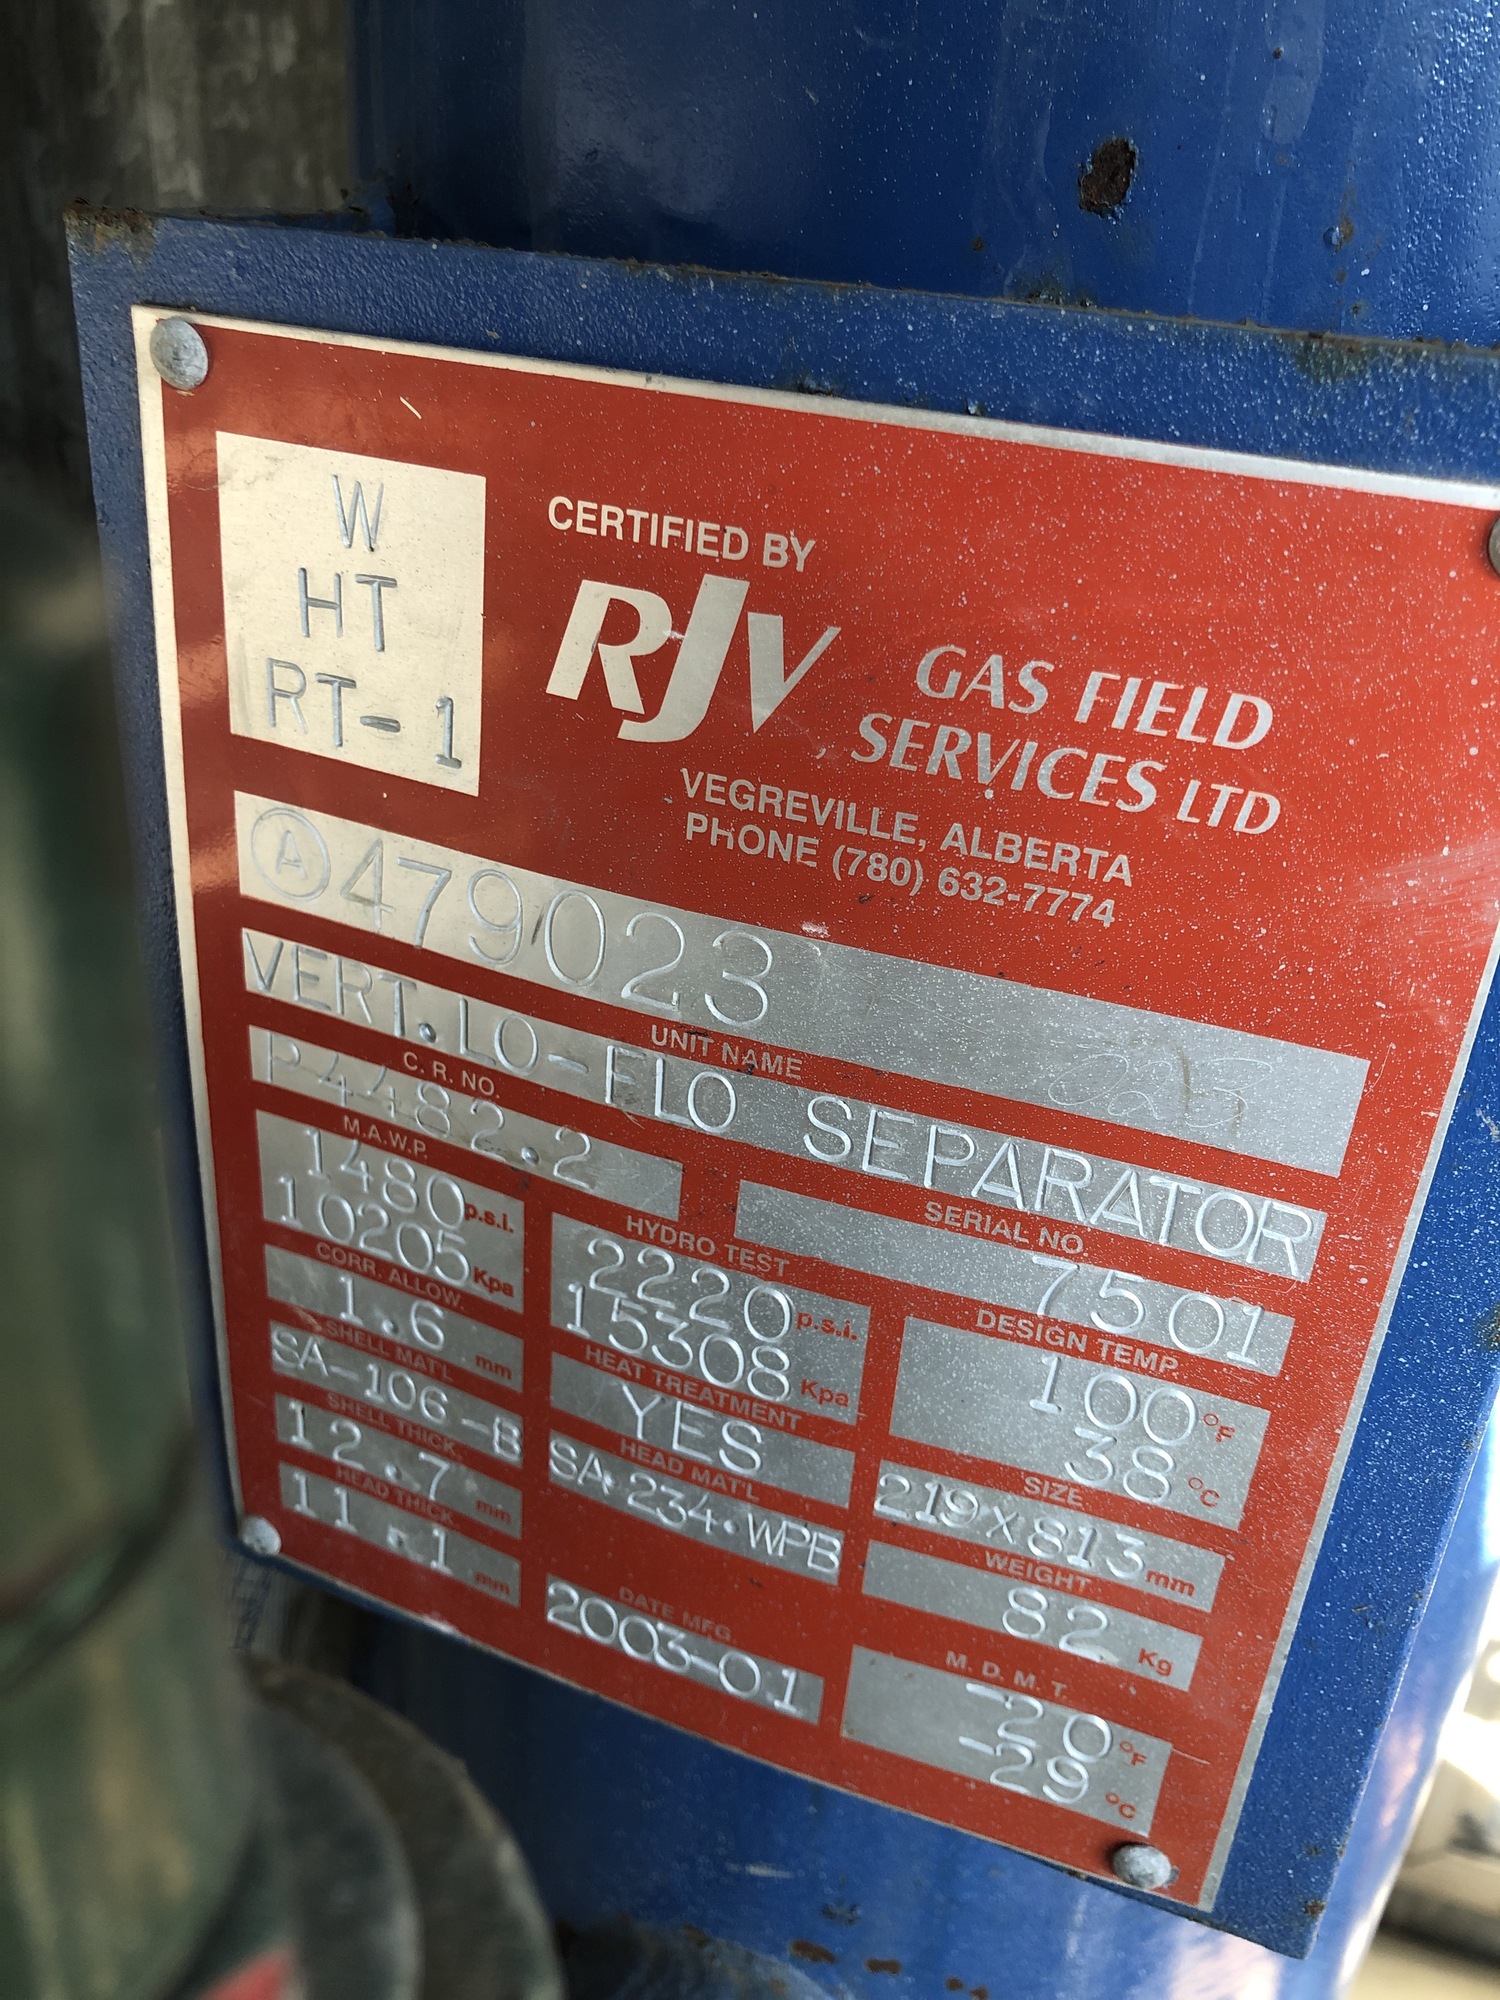 W
HT
RT-1
CERTIFIED BY
RJV GAS FIELD
SERVICES LTD
VEGREVILLE, ALBERTA
PHONE (780) 632-7774
A 479023
UNIT NAME
VERT. LO-FLO SEPARATOR
C. R. NO.
P4482.2
SERIAL NO.
7501
M.A.W.P.
1480 p.s.i.
10205 Kpa
HYDRO TEST
2220 p.s.i.
15308 Kpa
DESIGN TEMP.
100 °F
38 °C
CORR. ALLOW.
1.6 mm
HEAT TREATMENT
YES
SHELL MAT'L
SA-106-B
HEAD MAT'L
SA.234.WPB
SIZE
219X813 mm
SHELL THICK.
12.7 mm
WEIGHT
82 Kg
HEAD THICK.
11.1 mm
DATE MFG.
2003-01
M. D. M. T.
-20 °F
-29 °C